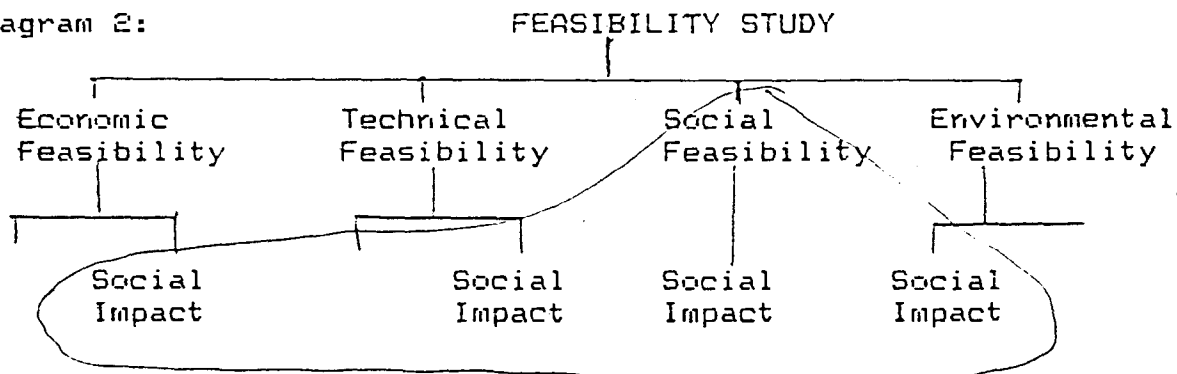 agram 2:
FEASIBILITY STUDY
Economic Feasibility
Technical Feasibility
Social Feasibility
Environmental Feasibility
Social Impact
Social Impact
Social Impact
Social Impact